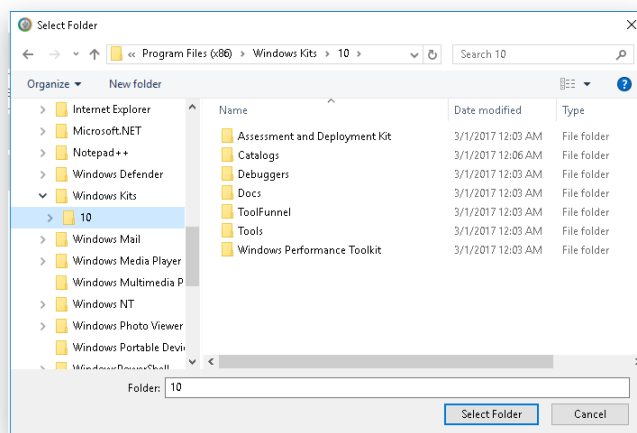 Select Folder
« Program Files (x86) > Windows Kits > 10 >
Search 10
Organize
New folder
?
Internet Explorer
Microsoft.NET
Notepad++
Windows Defender
Windows Kits
10
Windows Mail
Windows Media Player
Windows Multimedia P
Windows NT
Windows Photo Viewer
Windows Portable Devi
WindowsPowerShell
Name Date modified Type
Assessment and Deployment Kit 3/1/2017 12:03 AM File folder
Catalogs 3/1/2017 12:06 AM File folder
Debuggers 3/1/2017 12:03 AM File folder
Docs 3/1/2017 12:03 AM File folder
ToolFunnel 3/1/2017 12:03 AM File folder
Tools 3/1/2017 12:03 AM File folder
Windows Performance Toolkit 3/1/2017 12:03 AM File folder
Folder: 10
Select Folder
Cancel